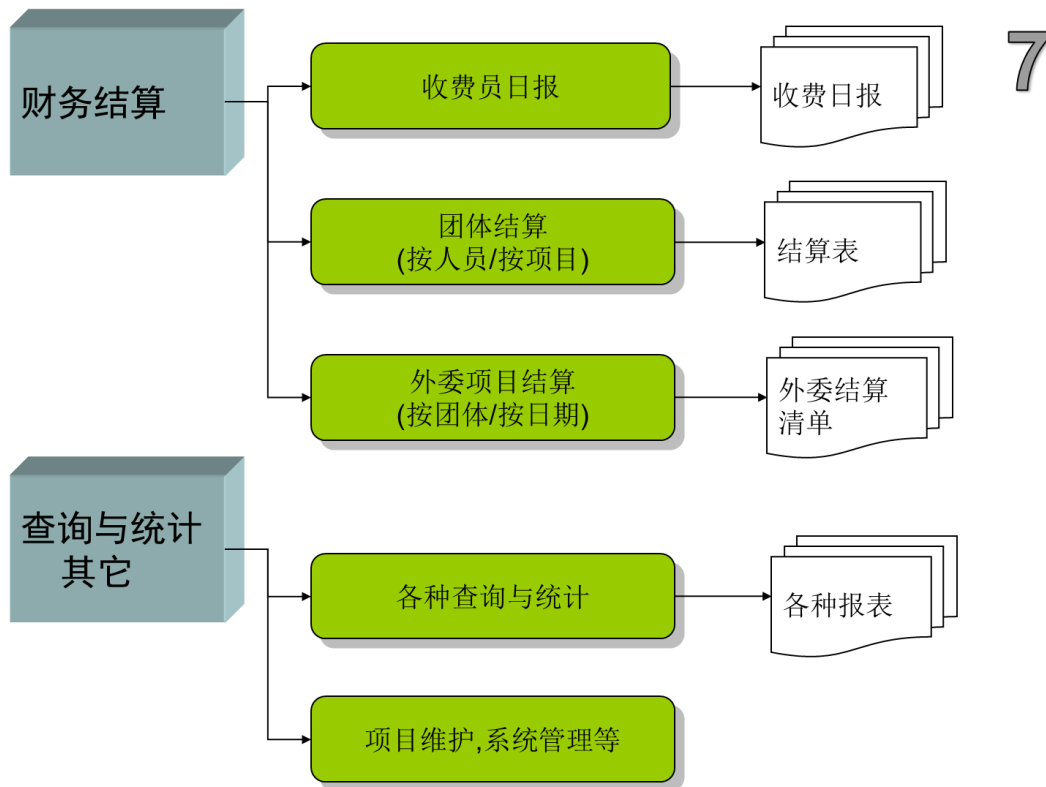 7
财务结算
收费员日报
收费日报
团体结算
(按人员/按项目)
结算表
外委项目结算
(按团体/按日期)
外委结算
清单
查询与统计
其它
各种查询与统计
各种报表
项目维护,系统管理等